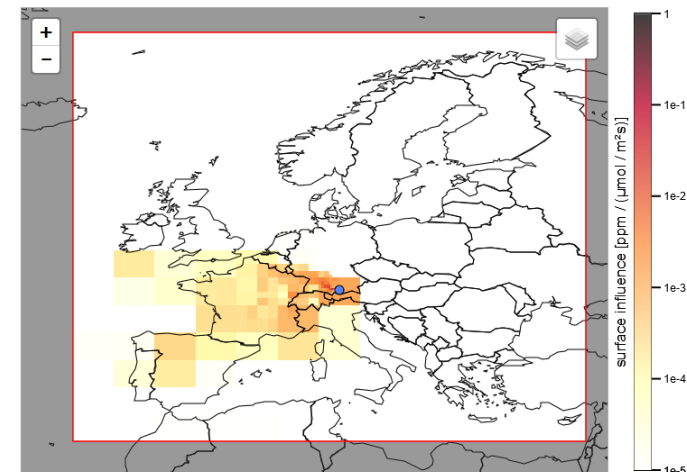 +
−
1
1e-1
1e-2
1e-3
1e-4
1e-5
surface influence [ppm / (μmol / m²s)]